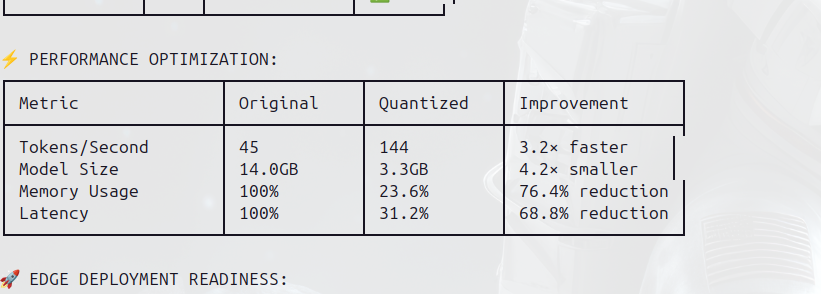 ⚡ PERFORMANCE OPTIMIZATION:
Metric Original Quantized Improvement
Tokens/Second 45 144 3.2× faster
Model Size 14.0GB 3.3GB 4.2× smaller
Memory Usage 100% 23.6% 76.4% reduction
Latency 100% 31.2% 68.8% reduction
🚀 EDGE DEPLOYMENT READINESS: